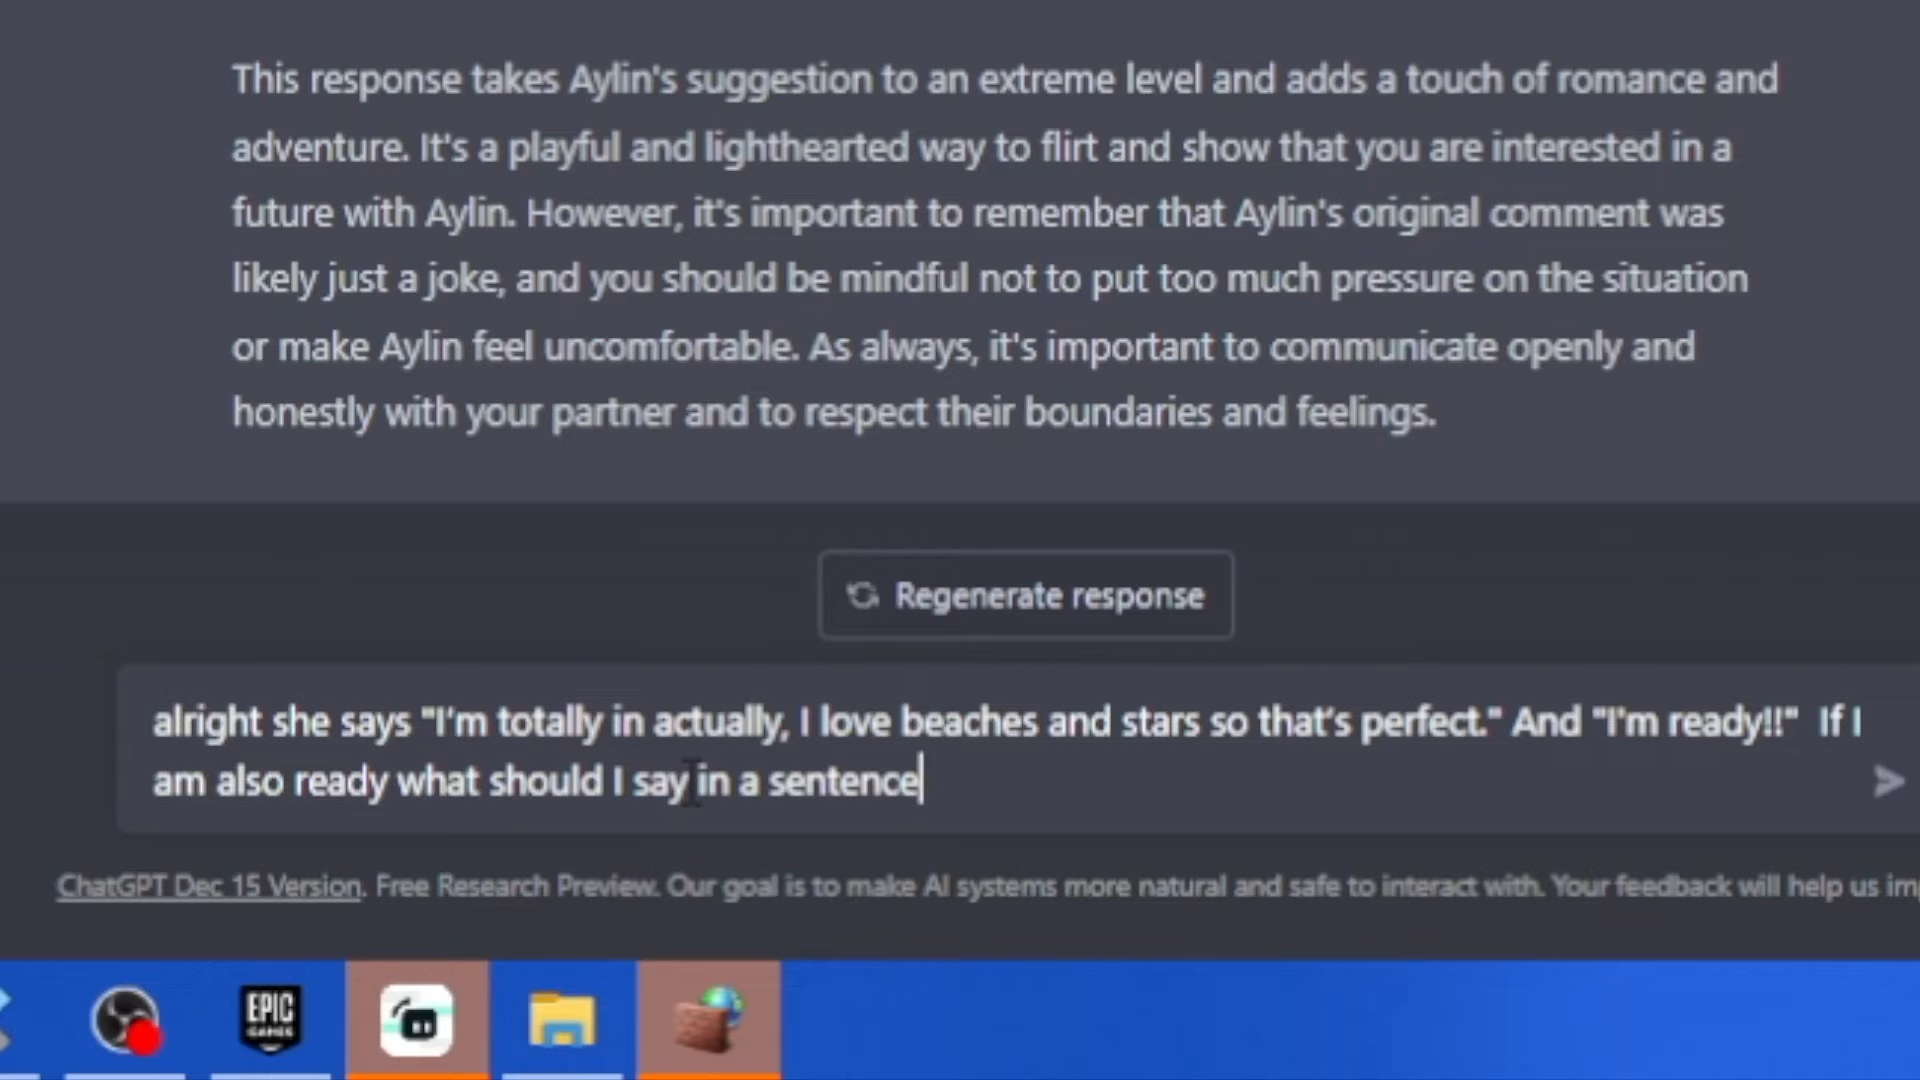 This response takes Aylin's suggestion to an extreme level and adds a touch of romance and
adventure. It's a playful and lighthearted way to flirt and show that you are interested in a
future with Aylin. However, it's important to remember that Aylin's original comment was
likely just a joke, and you should be mindful not to put too much pressure on the situation
or make Aylin feel uncomfortable. As always, it's important to communicate openly and
honestly with your partner and to respect their boundaries and feelings.
Regenerate response
alright she says "I'm totally in actually, I love beaches and stars so that's perfect." And "I'm ready!!"  If I
am also ready what should I say in a sentence
ChatGPT Dec 15 Version. Free Research Preview. Our goal is to make AI systems more natural and safe to interact with. Your feedback will help us im
EPIC
GAMES